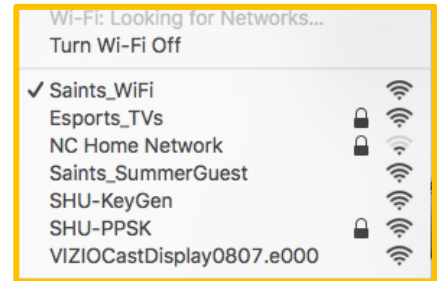 Wi-Fi: Looking for Networks...
Turn Wi-Fi Off
✓ Saints_WiFi
Esports_TVs
NC Home Network
Saints_SummerGuest
SHU-KeyGen
SHU-PPSK
VIZIOCastDisplay0807.e000